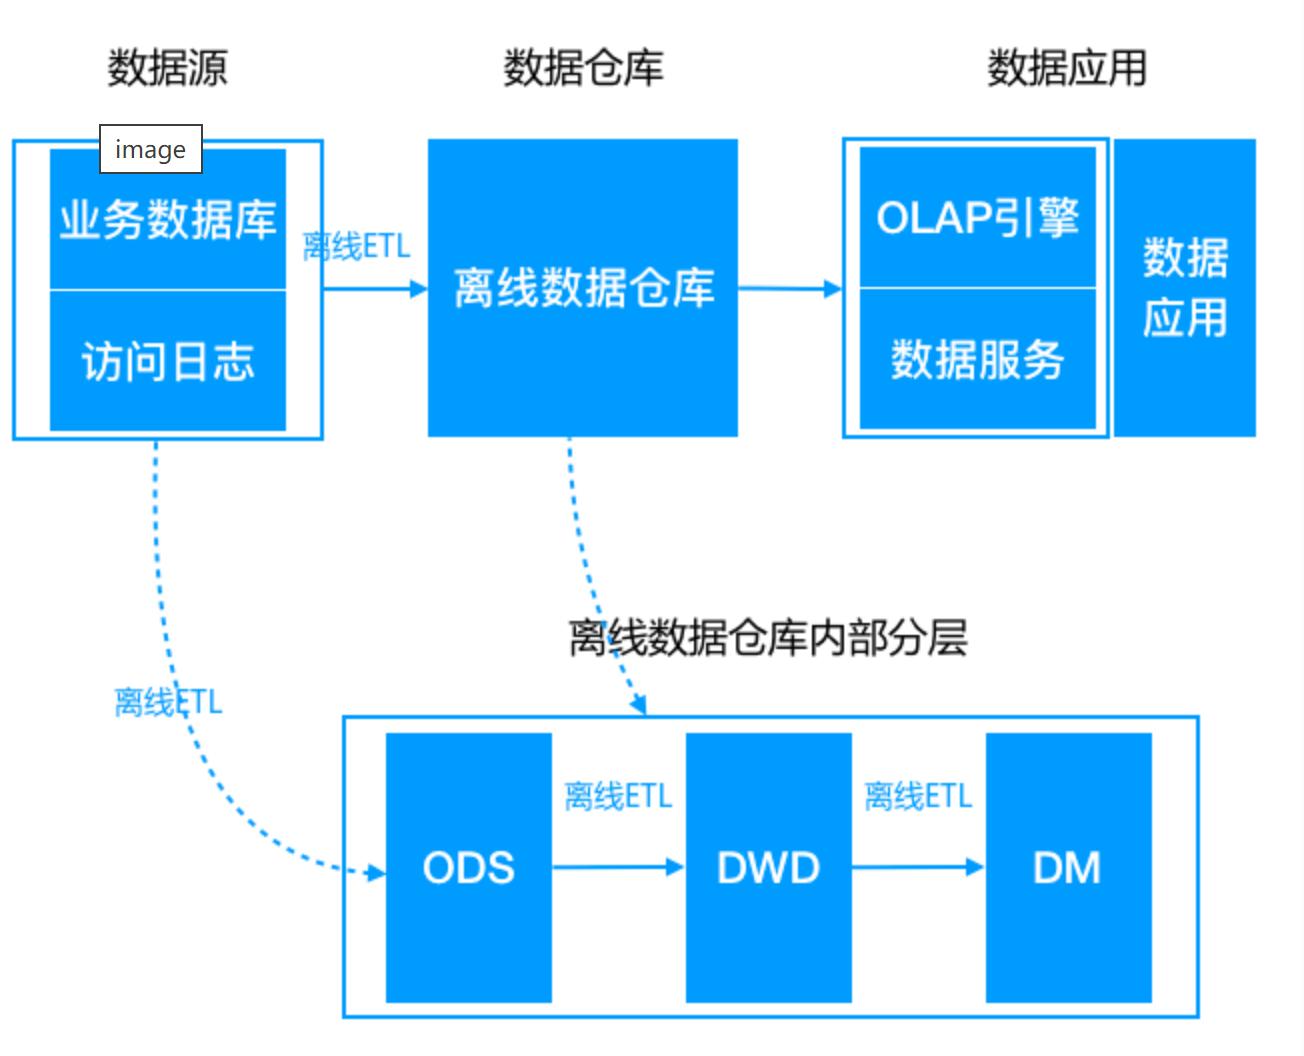 数据源
数据仓库
数据应用
image
业务数据库
访问日志
离线ETL
离线数据仓库
OLAP引擎
数据服务
数据
应用
离线数据仓库内部分层
离线ETL
离线ETL
离线ETL
ODS
DWD
DM